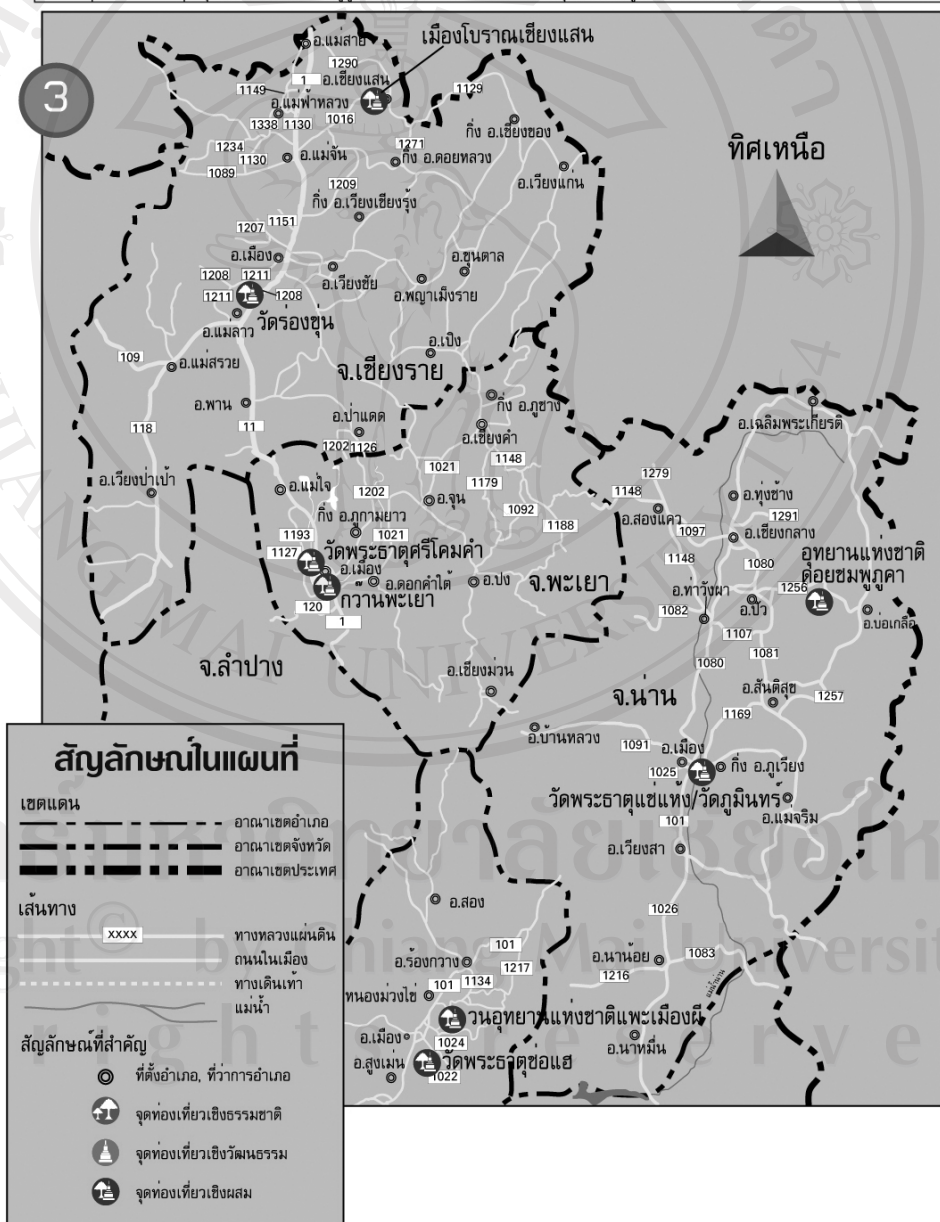 3
อ.แม่สาย
เมืองโบราณเชียงแสน
1290
1
อ.เชียงแสน
1149
อ.แม่ฟ้าหลวง
1129
1338
1130
1016
กิ่ง อ.เชียงของ
ทิศเหนือ
1234
1130
อ.แม่จัน
1271
กิ่ง อ.ดอยหลวง
1089
อ.เวียงแก่น
1209
กิ่ง อ.เวียงเชียงรุ้ง
1207
1151
อ.เมือง
1208
1211
อ.เวียงชัย
อ.ขุนตาล
อ.พญาเม็งราย
1211
1208
อ.แม่ลาว
วัดร่องขุ่น
109
อ.แม่สรวย
อ.เปิง
จ.เชียงราย
อ.พาน
กิ่ง อ.ภูซาง
อ.เฉลิมพระเกียรติ
118
11
อ.ป่าแดด
อ.เชียงคำ
1202
1126
1148
1021
1279
อ.เวียงป่าเป้า
อ.แม่ใจ
1202
1179
1148
อ.ทุ่งช้าง
อ.จุน
1092
อ.สองแคว
1291
กิ่ง อ.ภูกามยาว
1193
1021
1188
1097
อ.เชียงกลาง
1127
วัดพระธาตุศรีโคมคำ
1148
1080
อุทยานแห่งชาติ
ดอยชมพูภูคา
อ.เมือง
อ.ดอกคำใต้
อ.ปง
จ.พะเยา
อ.ท่าวังผา
1256
กว๊านพะเยา
120
1
1082
อ.ปัว
อ.บ่อเกลือ
1107
จ.ลำปาง
1080
1081
อ.เชียงม่วน
จ.น่าน
อ.สันติสุข
1257
1169
อ.บ้านหลวง
1091
อ.เมือง
1025
กิ่ง อ.ภูเวียง
วัดพระธาตุแช่แห้ง/วัดภูมินทร์
101
อ.แม่จริม
อ.เวียงสา
อ.สอง
1026
101
อ.ร้องกวาง
1217
อ.นาน้อย
1083
1134
1216
101
หนองม่วงไข่
แม่น้ำน่าน
วนอุทยานแห่งชาติแพะเมืองผี
อ.เมือง
1024
อ.นาหมื่น
อ.สูงเม่น
วัดพระธาตุช่อแฮ
1022
สัญลักษณ์ในแผนที่
เขตแดน
อาณาเขตอำเภอ
อาณาเขตจังหวัด
อาณาเขตประเทศ
เส้นทาง
xxxx
ทางหลวงแผ่นดิน
ถนนในเมือง
ทางเดินเท้า
แม่น้ำ
สัญลักษณ์ที่สำคัญ
ที่ตั้งอำเภอ, ที่ว่าการอำเภอ
จุดท่องเที่ยวเชิงธรรมชาติ
จุดท่องเที่ยวเชิงวัฒนธรรม
จุดท่องเที่ยวเชิงผสม
CHIANG MAI UNIVERSITY
by Chiang Mai Universit